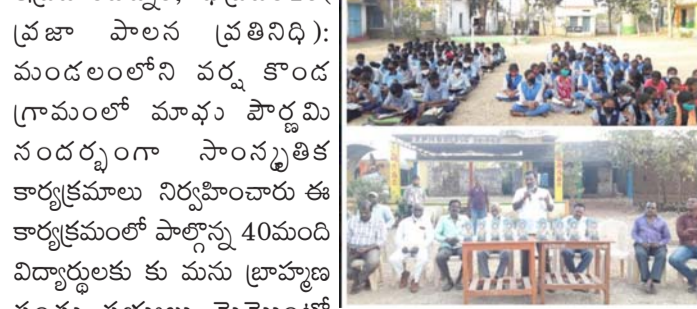 (ప్రజా పాలన ప్రతినిధి):
మండలంలోని వర్ష కొండ
గ్రామంలో మాఘ పౌర్ణమి
సందర్భంగా సాంస్కృతిక
కార్యక్రమాలు నిర్వహించారు ఈ
కార్యక్రమంలో పాల్గొన్న 40మంది
విద్యార్థులకు కు మను బ్రాహ్మణ